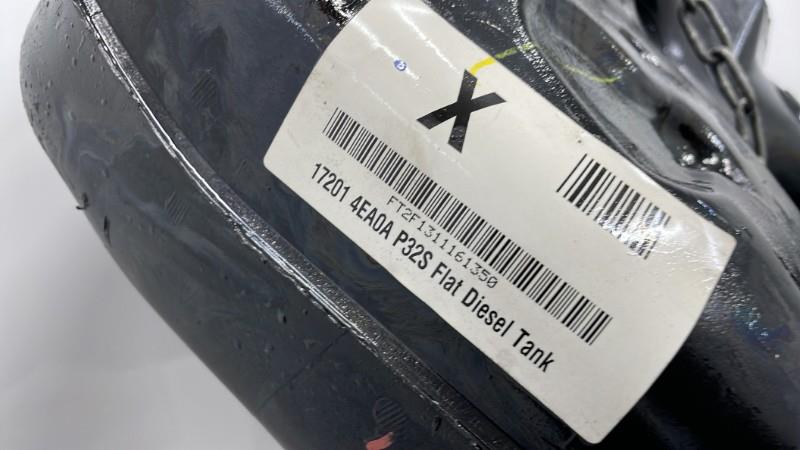 X
FT2F1311161350
17201 4EA0A P32S Flat Diesel Tank